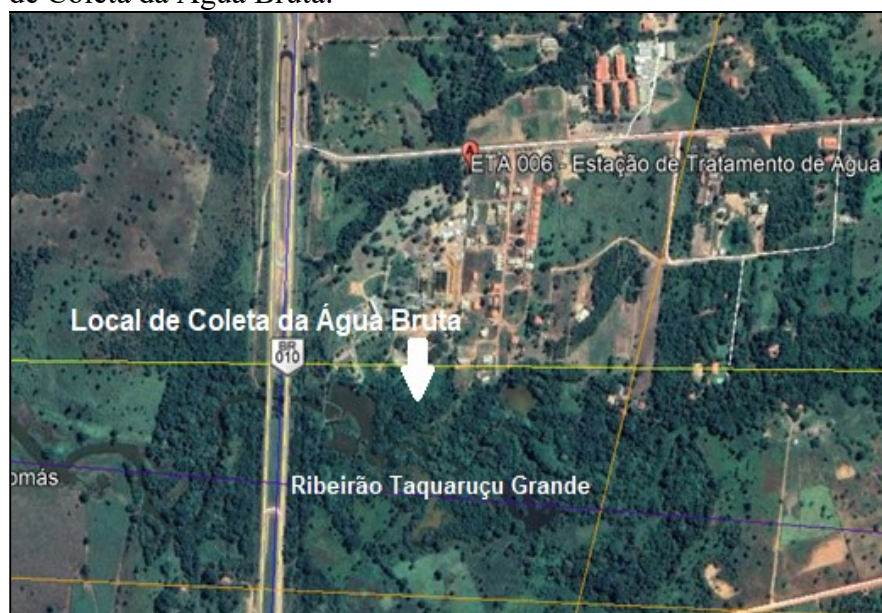 de Coleta da Água Bruta.
ETA 006 - Estação de Tratamento de Água
Local de Coleta da Água Bruta
BR
010
omás
Ribeirão Taquaruçu Grande